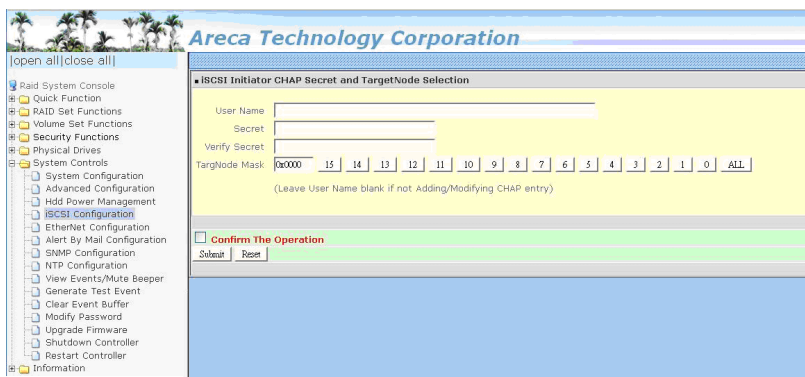 Areca Technology Corporation
|open all|close all|
Raid System Console
Quick Function
RAID Set Functions
Volume Set Functions
Security Functions
Physical Drives
System Controls
System Configuration
Advanced Configuration
Hdd Power Management
iSCSI Configuration
EtherNet Configuration
Alert By Mail Configuration
SNMP Configuration
NTP Configuration
View Events/Mute Beeper
Generate Test Event
Clear Event Buffer
Modify Password
Upgrade Firmware
Shutdown Controller
Restart Controller
Information
iSCSI Initiator CHAP Secret and TargetNode Selection
User Name
Secret
Verify Secret
TargNode Mask 0x0000 15 14 13 12 11 10 9 8 7 6 5 4 3 2 1 0 ALL
(Leave User Name blank if not Adding/Modifying CHAP entry)
Confirm The Operation
Submit Reset